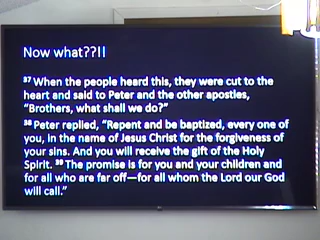 Now what??!!
37 When the people heard this, they were cut to the
heart and said to Peter and the other apostles,
"Brothers, what shall we do?"
38 Peter replied, "Repent and be baptized, every one of
you, in the name of Jesus Christ for the forgiveness of
your sins. And you will receive the gift of the Holy
Spirit. 39 The promise is for you and your children and
for all who are far off—for all whom the Lord our God
will call."